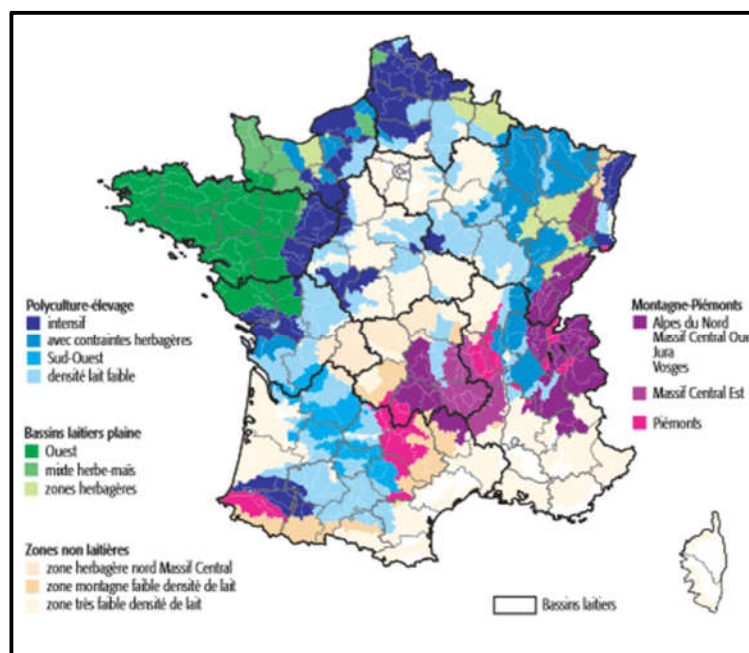 Polyculture-élevage
intensif
avec contraintes herbagères
Sud-Ouest
densité lait faible
Bassins laitiers plaine
Ouest
mixte herbe-maïs
zones herbagères
Zones non laitières
zone herbagère nord Massif Central
zone montagne faible densité de lait
zone très faible densité de lait
Bassins laitiers
Montagne-Piémonts
Alpes du Nord
Massif Central Oue
Jura
Vosges
Massif Central Est
Piémonts